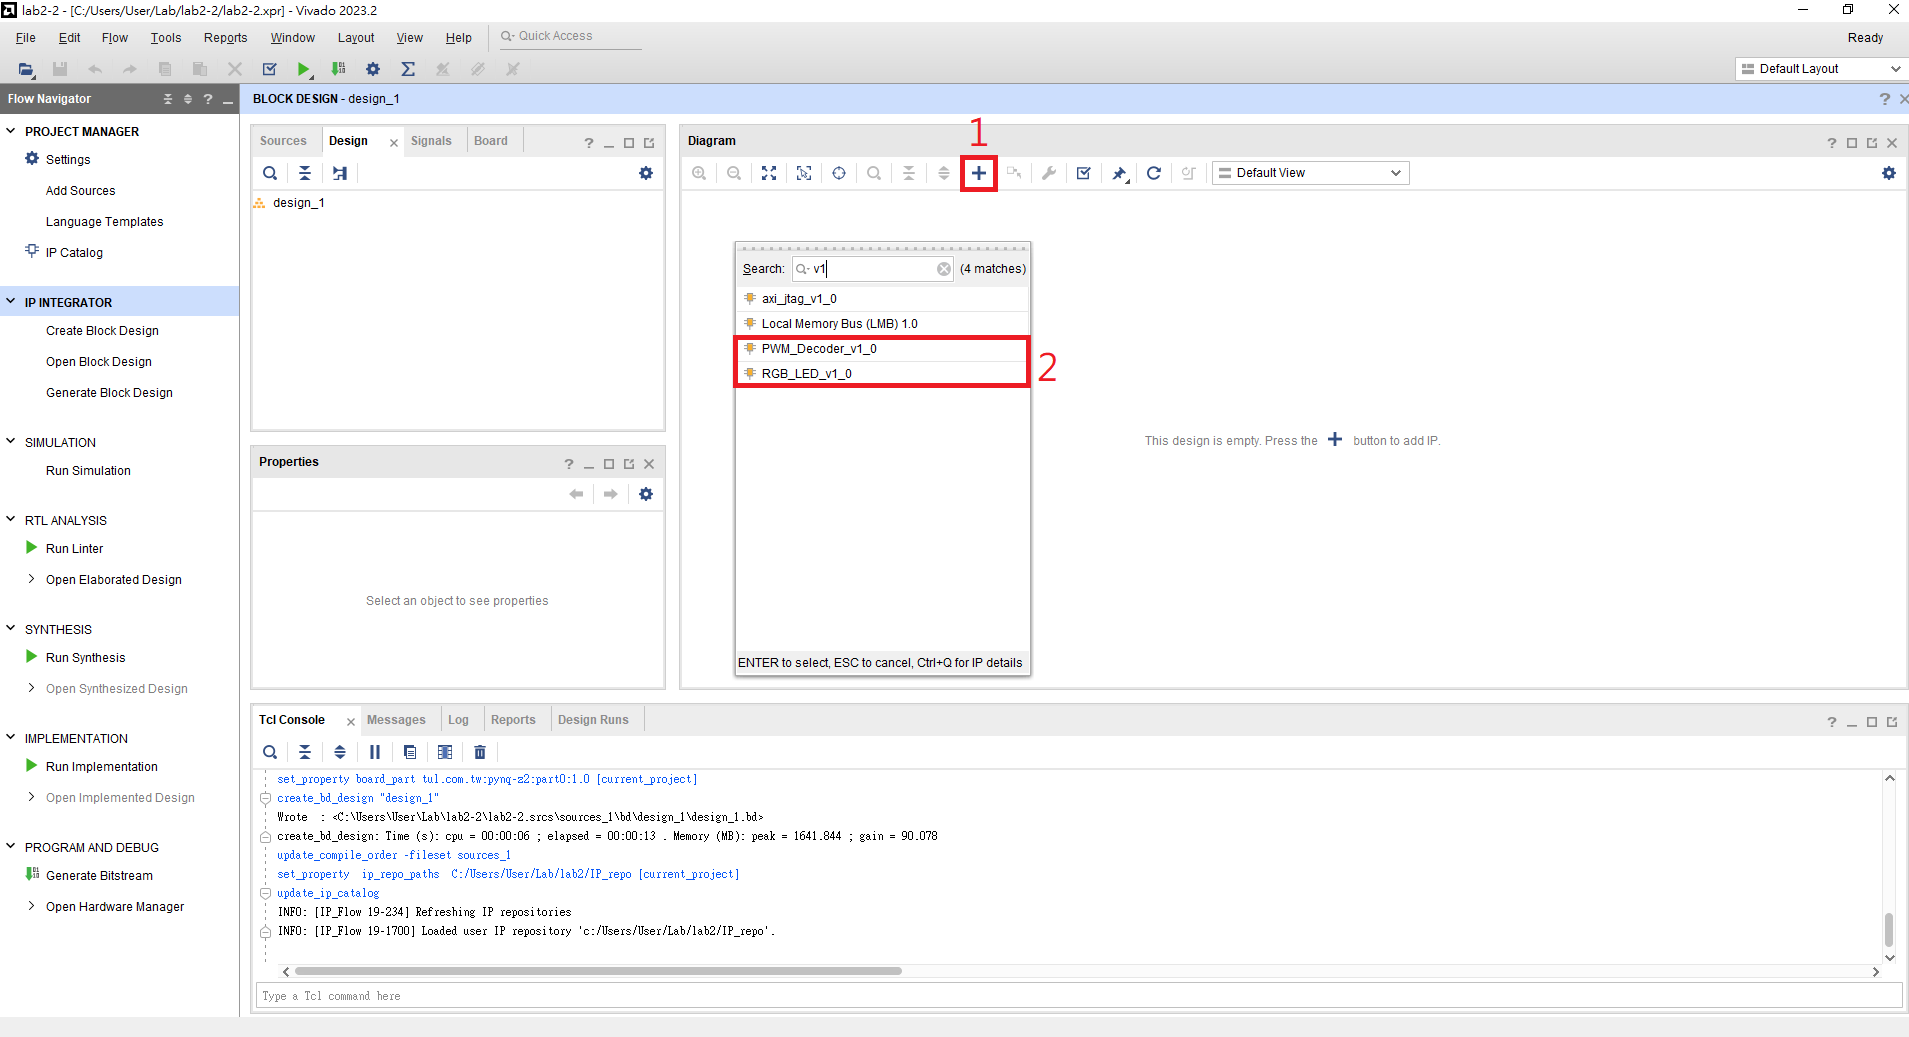 lab2-2 - [C:/Users/User/Lab/lab2-2/lab2-2.xpr] - Vivado 2023.2
File Edit Flow Tools Reports Window Layout View Help Quick Access Ready
Default Layout
Flow Navigator ? _
PROJECT MANAGER
Settings
Add Sources
Language Templates
IP Catalog
IP INTEGRATOR
Create Block Design
Open Block Design
Generate Block Design
SIMULATION
Run Simulation
RTL ANALYSIS
Run Linter
Open Elaborated Design
SYNTHESIS
Run Synthesis
Open Synthesized Design
IMPLEMENTATION
Run Implementation
Open Implemented Design
PROGRAM AND DEBUG
Generate Bitstream
Open Hardware Manager
BLOCK DESIGN - design_1
Sources Design Signals Board
design_1
Properties
Select an object to see properties
Diagram
1
Default View
Search: v1 (4 matches)
axi_jtag_v1_0
Local Memory Bus (LMB) 1.0
PWM_Decoder_v1_0
RGB_LED_v1_0
2
ENTER to select, ESC to cancel, Ctrl+Q for IP details
This design is empty. Press the + button to add IP.
Tcl Console Messages Log Reports Design Runs
set_property board_part tul.com.tw:pynq-z2:part0:1.0 [current_project]
create_bd_design "design_1"
Wrote  : <C:\Users\User\Lab\lab2-2\lab2-2.srcs\sources_1\bd\design_1\design_1.bd>
create_bd_design: Time (s): cpu = 00:00:06 ; elapsed = 00:00:13 . Memory (MB): peak = 1641.844 ; gain = 90.078
update_compile_order -fileset sources_1
set_property  ip_repo_paths  C:/Users/User/Lab/lab2/IP_repo [current_project]
update_ip_catalog
INFO: [IP_Flow 19-234] Refreshing IP repositories
INFO: [IP_Flow 19-1700] Loaded user IP repository 'c:/Users/User/Lab/lab2/IP_repo'.
Type a Tcl command here